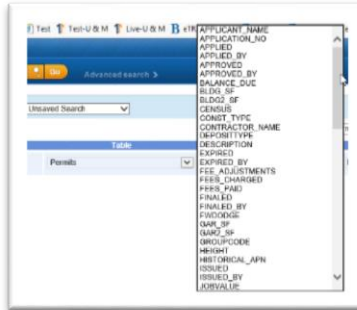 Test Test-U & M Live-U & M B
Go Advanced search >
Unsaved Search
Table
Permits
APPLICANT_NAME
APPLICATION_NO
APPLIED
APPLIED_BY
APPROVED
APPROVED_BY
BALANCE_DUE
BLDG_SF
BLDG2_SF
CENSUS
CONST_TYPE
CONTRACTOR_NAME
DEPOSITTYPE
DESCRIPTION
EXPIRED
EXPIRED_BY
FEE_ADJUSTMENTS
FEES_CHARGED
FEES_PAID
FINALED
FINALED_BY
FWDODGE
GAR_SF
GAR2_SF
GROUPCODE
HEIGHT
HISTORICAL_APN
ISSUED
ISSUED_BY
JOBVALUE